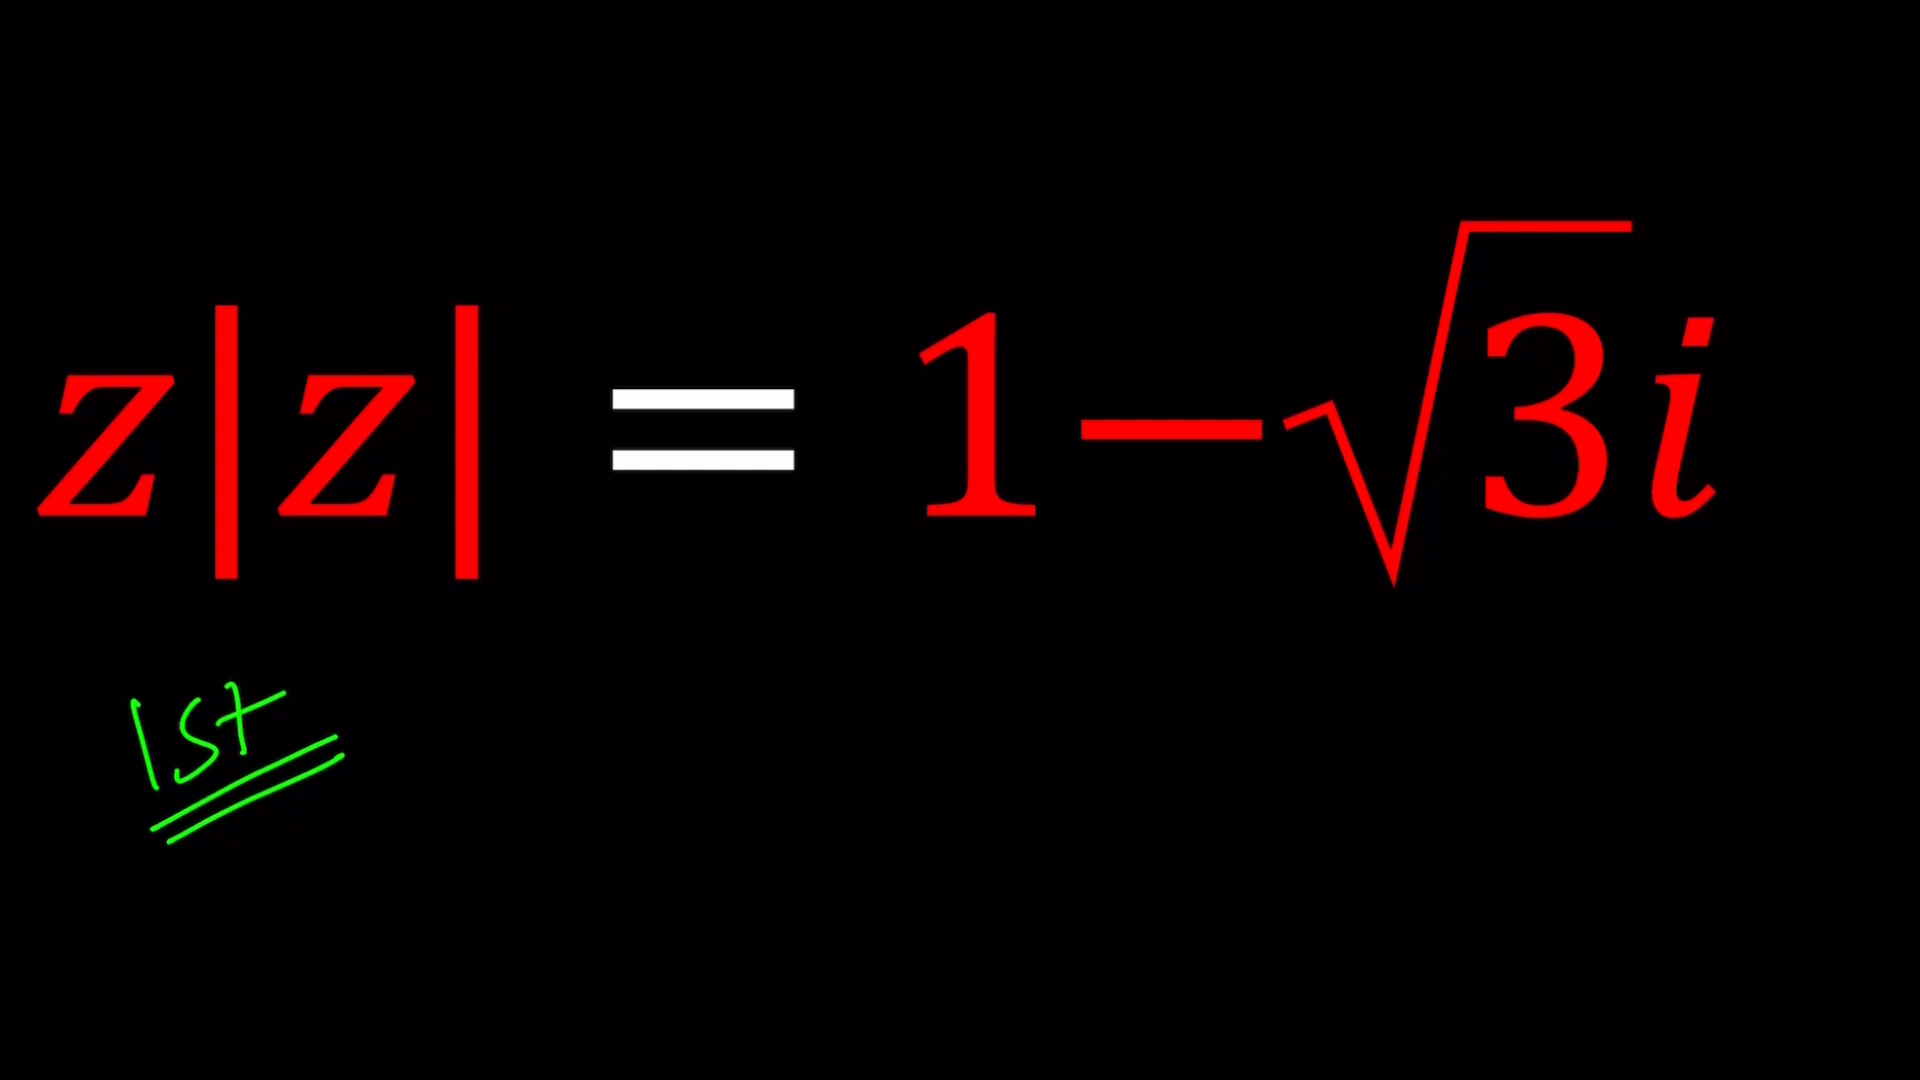 z|z| = 1−√3i
1st